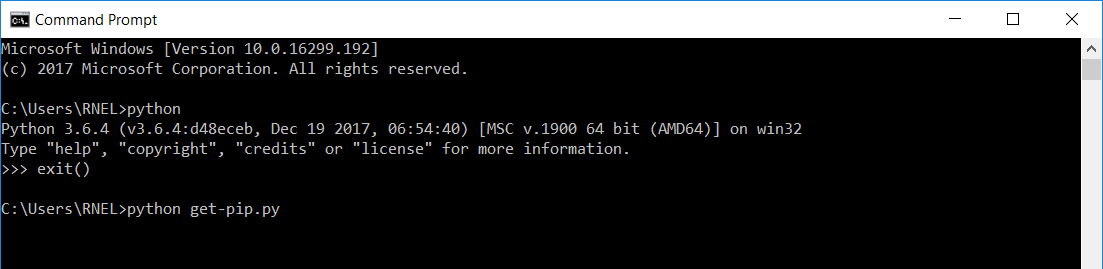 Command Prompt
Microsoft Windows [Version 10.0.16299.192]
(c) 2017 Microsoft Corporation. All rights reserved.
C:\Users\RNEL>python
Python 3.6.4 (v3.6.4:d48eceb, Dec 19 2017, 06:54:40) [MSC v.1900 64 bit (AMD64)] on win32
Type "help", "copyright", "credits" or "license" for more information.
>>> exit()
C:\Users\RNEL>python get-pip.py